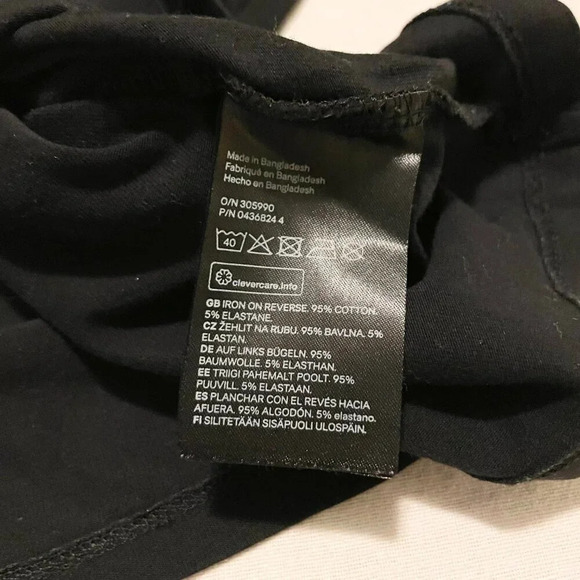 Made in Bangladesh
Fabriqué en Bangladesh
Hecho en Bangladesh
O/N 305990
P/N 0436824 4
40
clevercare.info
GB IRON ON REVERSE. 95% COTTON.
5% ELASTANE.
CZ ŽEHLIT NA RUBU. 95% BAVLNA. 5%
ELASTAN.
DE AUF LINKS BÜGELN. 95%
BAUMWOLLE. 5% ELASTHAN.
EE TRIIGI PAHEMALT POOLT. 95%
PUUVILL. 5% ELASTAAN.
ES PLANCHAR CON EL REVÉS HACIA
AFUERA. 95% ALGODÓN. 5% elastano.
FI SILITETÄÄN SISÄPUOLI ULOSPÄIN.